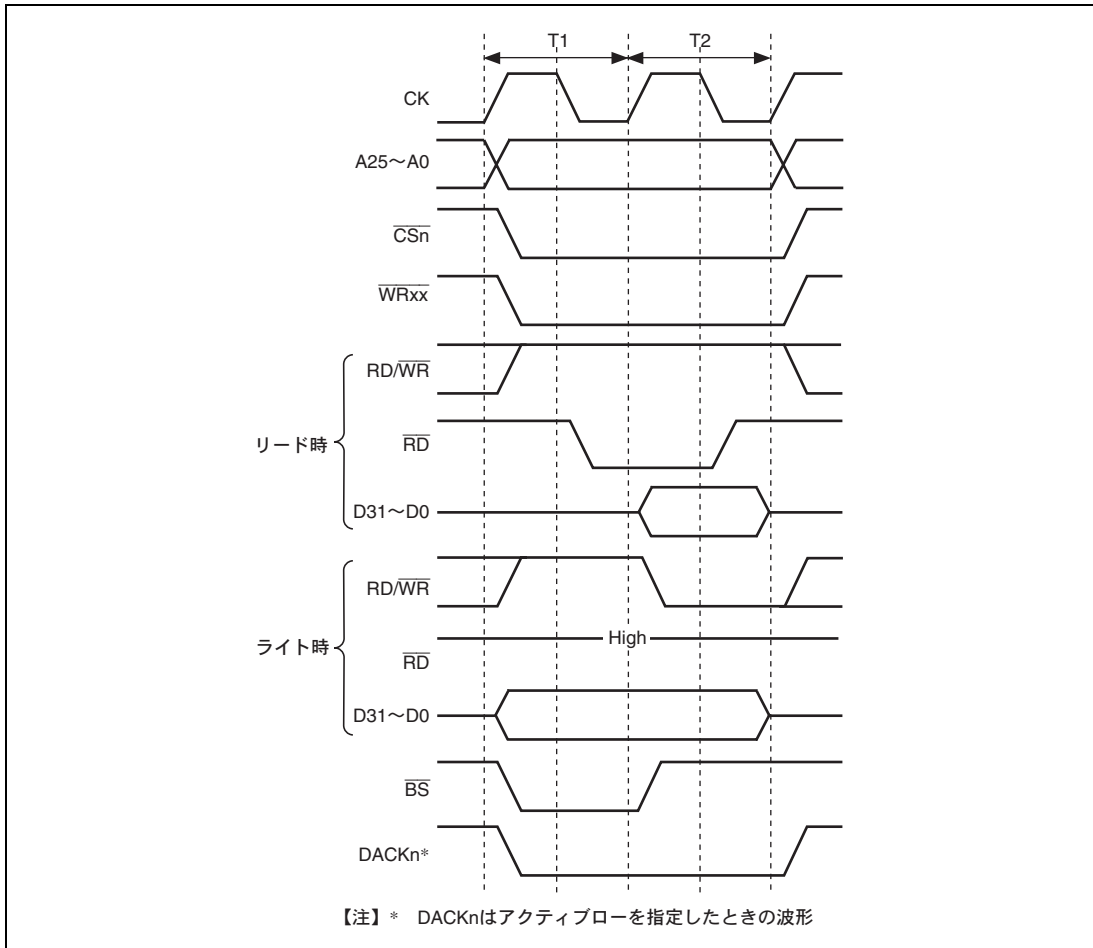 T1 T2
CK
A25～A0
CSn
WRxx
RD/WR
リード時
RD
D31～D0
RD/WR
High
ライト時
RD
D31～D0
BS
DACKn*
【注】* DACKnはアクティブローを指定したときの波形